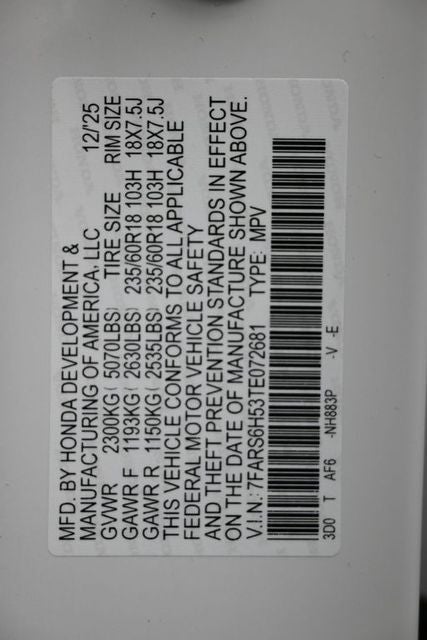 MFD. BY HONDA DEVELOPMENT &
MANUFACTURING OF AMERICA, LLC 12/'25
GVWR 2300KG( 5070LBS) TIRE SIZE RIM SIZE
GAWR F 1193KG( 2630LBS) 235/60R18 103H 18X7.5J
GAWR R 1150KG( 2535LBS) 235/60R18 103H 18X7.5J
THIS VEHICLE CONFORMS TO ALL APPLICABLE
FEDERAL MOTOR VEHICLE SAFETY
AND THEFT PREVENTION STANDARDS IN EFFECT
ON THE DATE OF MANUFACTURE SHOWN ABOVE.
V.I.N.: 7FARS6H53TE072681 TYPE: MPV
3D0 T AF6 -NH883P -V -E